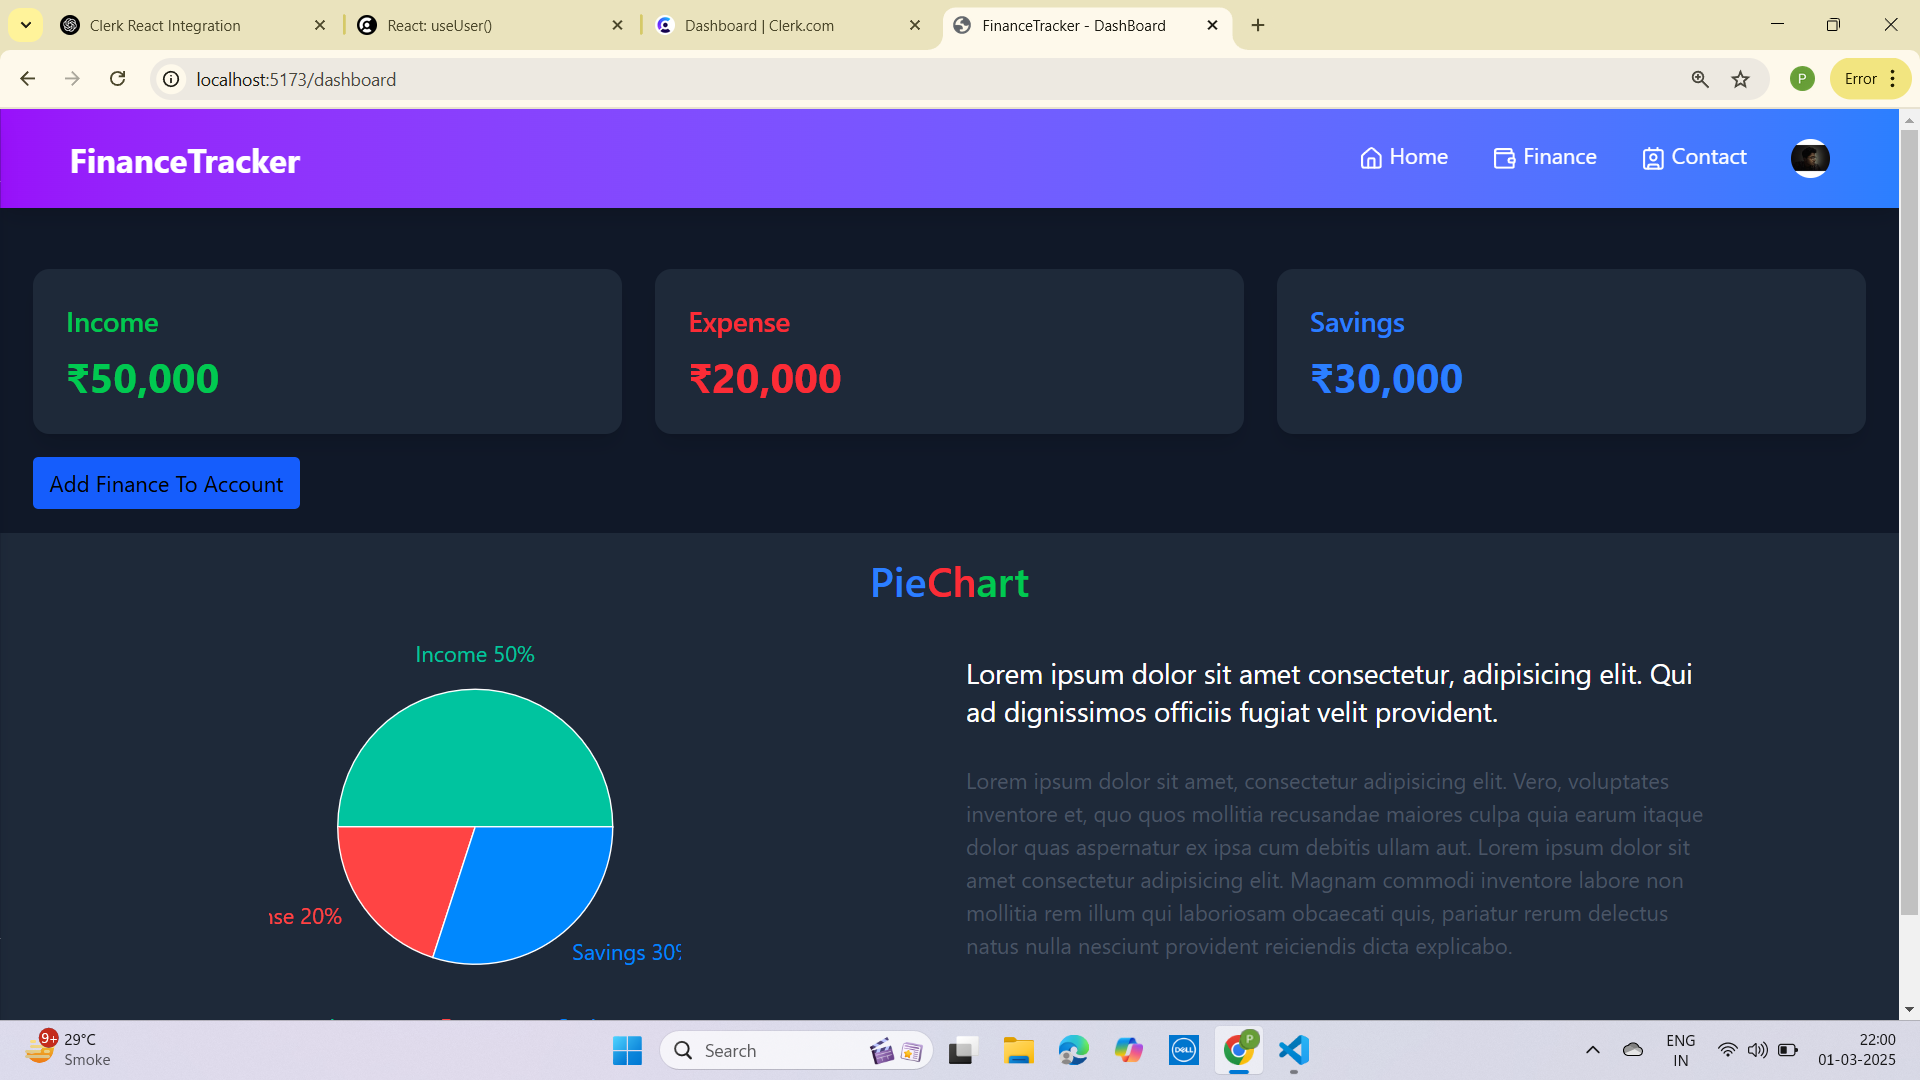 Clerk React Integration
React: useUser()
Dashboard | Clerk.com
FinanceTracker - DashBoard
localhost:5173/dashboard
P
Error
FinanceTracker
Home
Finance
Contact
Income
₹50,000
Expense
₹20,000
Savings
₹30,000
Add Finance To Account
PieChart
Income 50%
Lorem ipsum dolor sit amet consectetur, adipisicing elit. Qui
ad dignissimos officiis fugiat velit provident.
Lorem ipsum dolor sit amet, consectetur adipisicing elit. Vero, voluptates
inventore et, quo quos mollitia recusandae maiores culpa quia earum itaque
dolor quas aspernatur ex ipsa cum debitis ullam aut. Lorem ipsum dolor sit
amet consectetur adipisicing elit. Magnam commodi inventore labore non
mollitia rem illum qui laboriosam obcaecati quis, pariatur rerum delectus
natus nulla nesciunt provident reiciendis dicta explicabo.
nse 20%
Savings 30%
9+
29°C
Smoke
Search
DELL
P
ENG
IN
22:00
01-03-2025